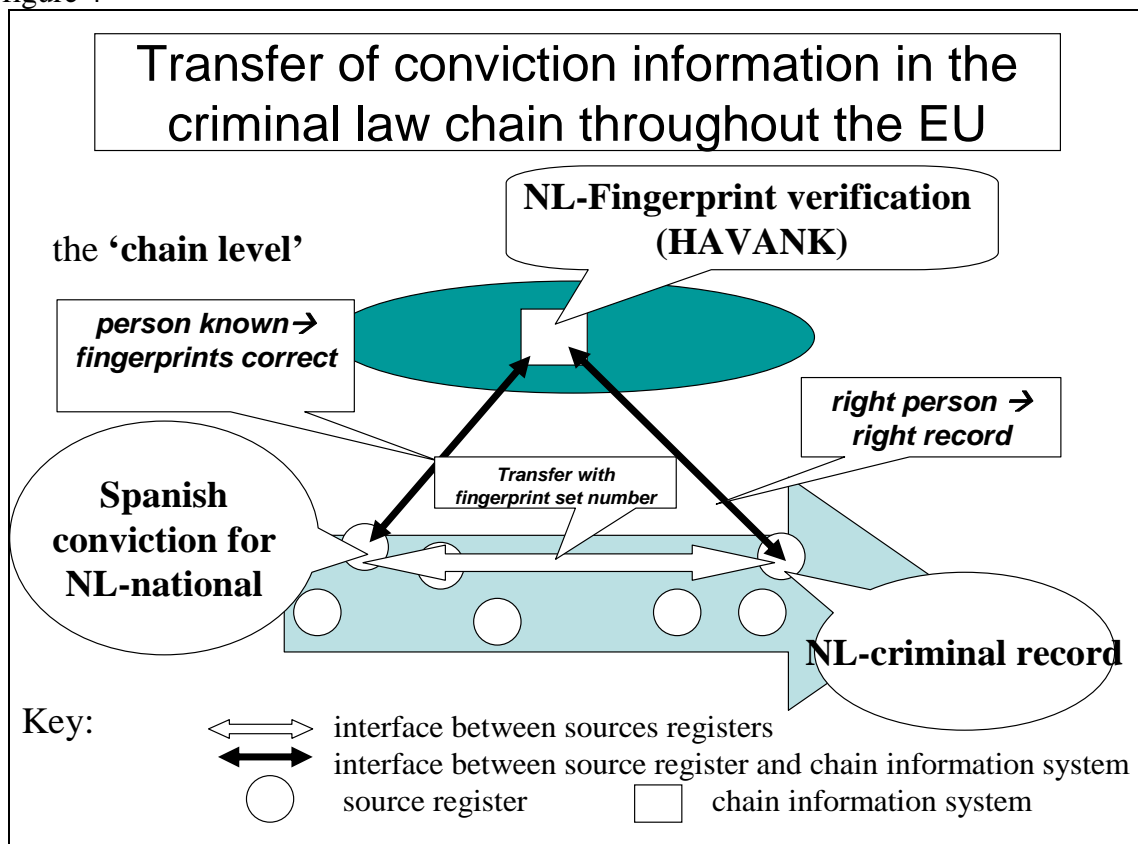 Transfer of conviction information in the
criminal law chain throughout the EU
NL-Fingerprint verification
(HAVANK)
the ‘chain level’
person known→
fingerprints correct
right person →
right record
Transfer with
fingerprint set number
Spanish
conviction for
NL-national
NL-criminal record
Key:
interface between sources registers
interface between source register and chain information system
source register
chain information system